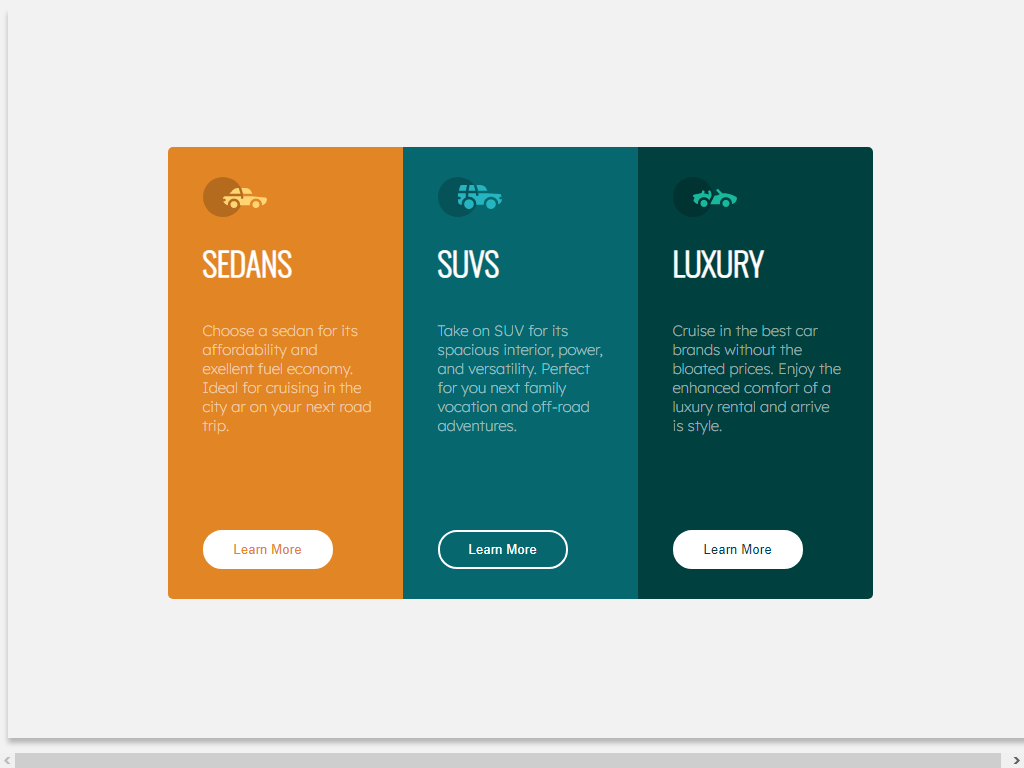 SEDANS
Choose a sedan for its
affordability and
exellent fuel economy.
Ideal for cruising in the
city ar on your next road
trip.
Learn More
SUVS
Take on SUV for its
spacious interior, power,
and versatility. Perfect
for you next family
vocation and off-road
adventures.
Learn More
LUXURY
Cruise in the best car
brands without the
bloated prices. Enjoy the
enhanced comfort of a
luxury rental and arrive
is style.
Learn More